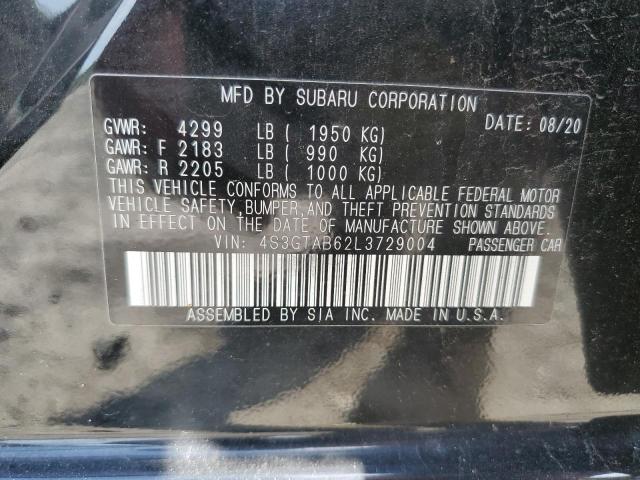 MFD BY SUBARU CORPORATION
DATE: 08/20
GVWR: 4299 LB ( 1950 KG)
GAWR: F 2183 LB ( 990 KG)
GAWR: R 2205 LB ( 1000 KG)
THIS VEHICLE CONFORMS TO ALL APPLICABLE FEDERAL MOTOR
VEHICLE SAFETY, BUMPER, AND THEFT PREVENTION STANDARDS
IN EFFECT ON THE DATE OF MANUFACTURE SHOWN ABOVE.
VIN: 4S3GTAB62L3729004 PASSENGER CAR
ASSEMBLED BY SIA INC. MADE IN U.S.A.